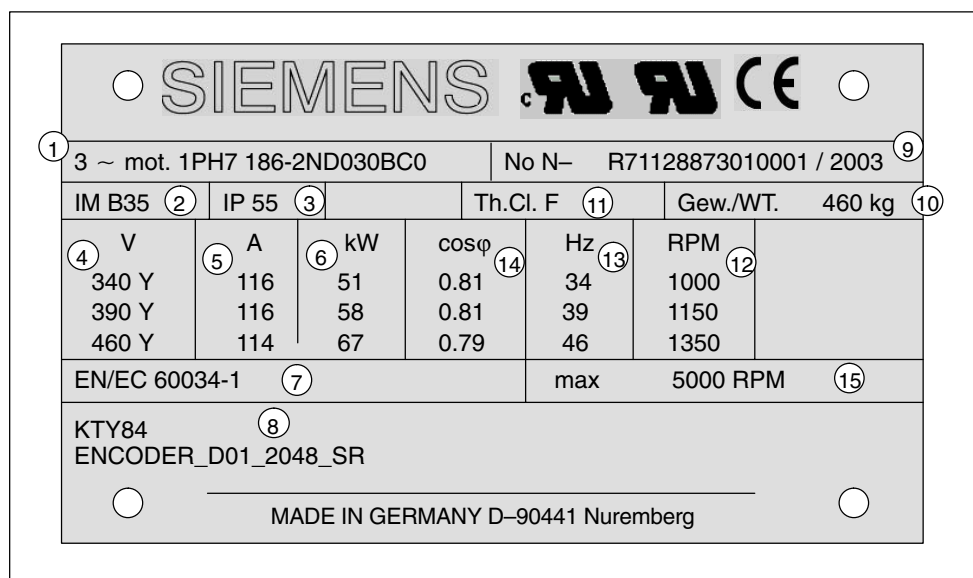 SIEMENS c RU RU CE
1 3 ~ mot. 1PH7 186-2ND030BC0 No N– R71128873010001 / 2003 9
IM B35 2 IP 55 3 Th.Cl. F 11 Gew./WT. 460 kg 10
4 V 5 A 6 kW cosφ 14 Hz 13 RPM 12
340 Y 116 51 0.81 34 1000
390 Y 116 58 0.81 39 1150
460 Y 114 67 0.79 46 1350
EN/EC 60034-1 7 max 5000 RPM 15
KTY84 8
ENCODER_D01_2048_SR
MADE IN GERMANY D–90441 Nuremberg